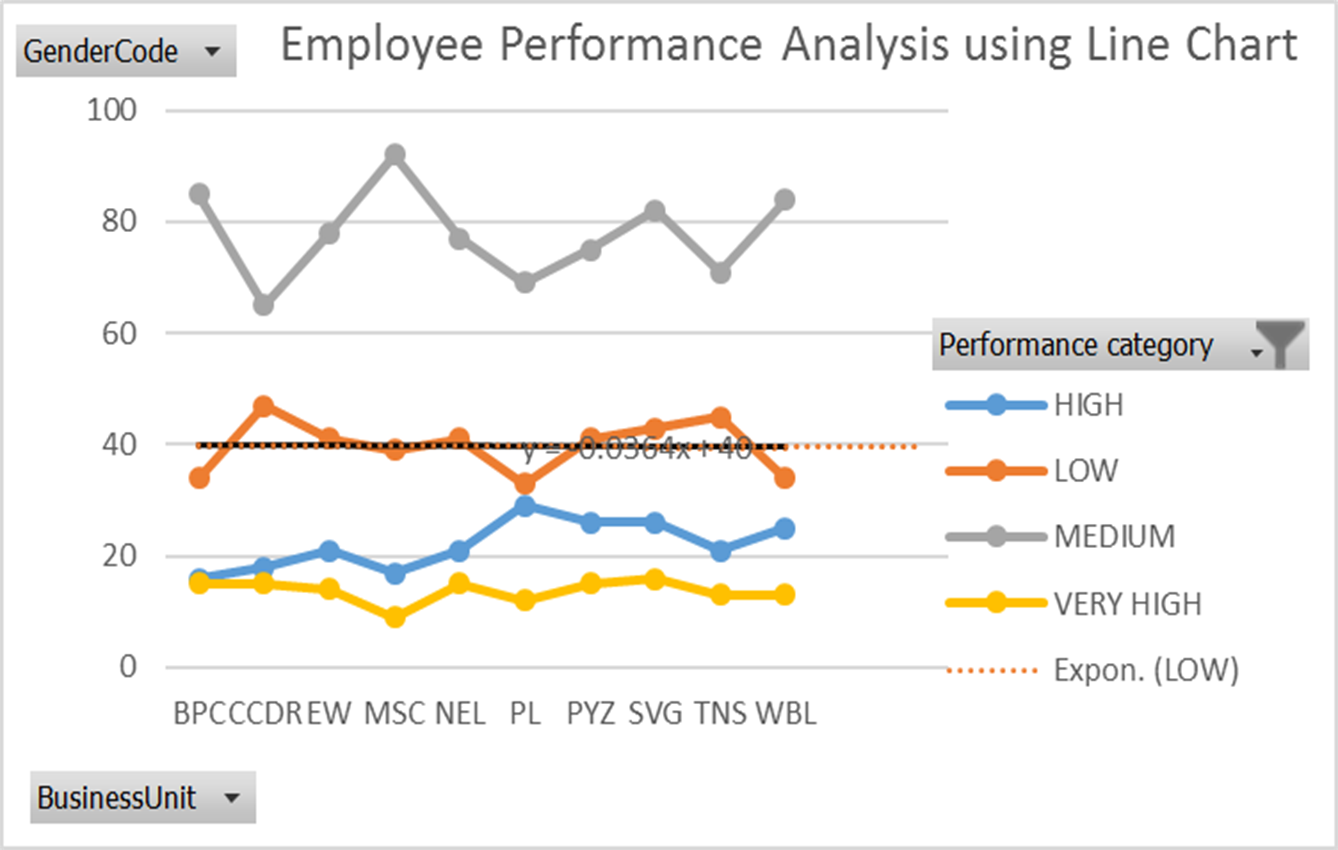 GenderCode
Employee Performance Analysis using Line Chart
100
80
60
40
20
0
y = -0.0364x + 40
BPC CCDR EW MSC NEL PL PYZ SVG TNS WBL
Performance category
HIGH
LOW
MEDIUM
VERY HIGH
Expon. (LOW)
BusinessUnit